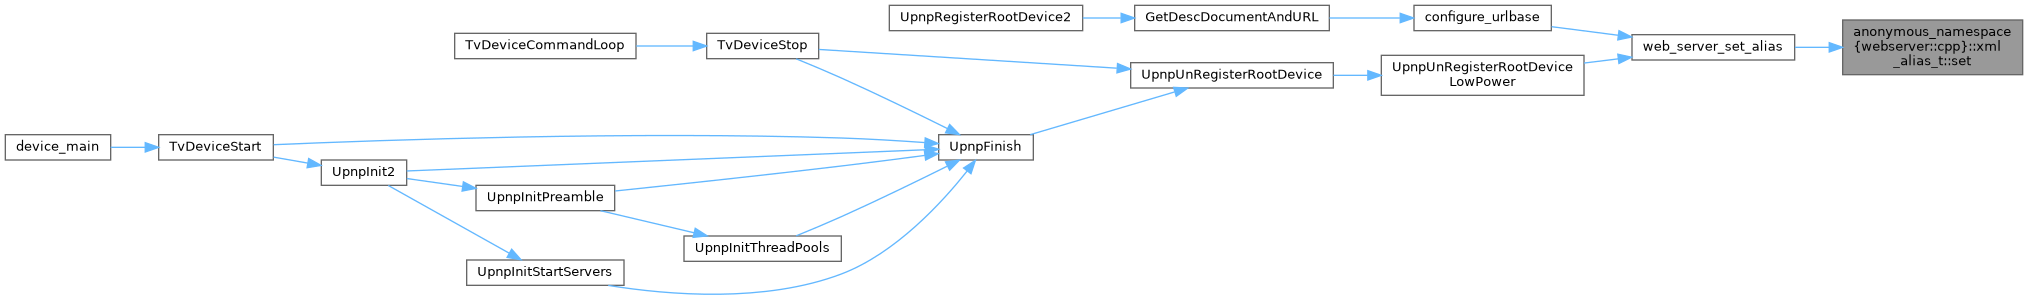 UpnpRegisterRootDevice2
GetDescDocumentAndURL
configure_urlbase
anonymous_namespace
{webserver::cpp}::xml
_alias_t::set
TvDeviceCommandLoop
TvDeviceStop
web_server_set_alias
UpnpUnRegisterRootDevice
UpnpUnRegisterRootDevice
LowPower
device_main
TvDeviceStart
UpnpFinish
UpnpInit2
UpnpInitPreamble
UpnpInitThreadPools
UpnpInitStartServers